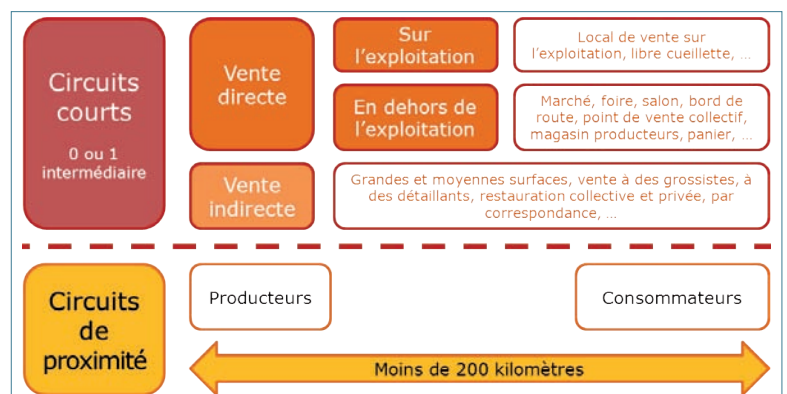 Circuits
courts
0 ou 1
intermédiaire
Vente
directe
Sur
l'exploitation
Local de vente sur
l'exploitation, libre cueillette, ...
En dehors de
l'exploitation
Marché, foire, salon, bord de
route, point de vente collectif,
magasin producteurs, panier, ...
Vente
indirecte
Grandes et moyennes surfaces, vente à des grossistes, à
des détaillants, restauration collective et privée, par
correspondance, ...
Circuits
de
proximité
Producteurs
Consommateurs
Moins de 200 kilomètres